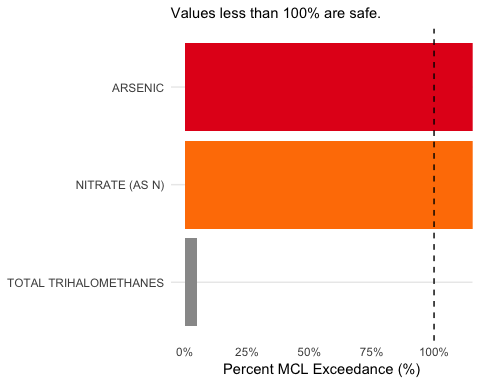 Values less than 100% are safe.
ARSENIC
NITRATE (AS N)
TOTAL TRIHALOMETHANES
0% 25% 50% 75% 100%
Percent MCL Exceedance (%)